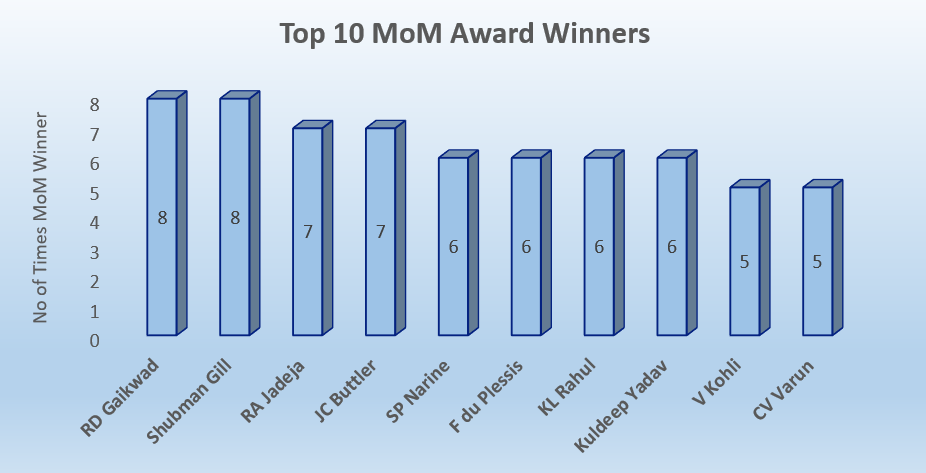 Top 10 MoM Award Winners
No of Times MoM Winner
8
7
6
5
4
3
2
1
0
8
8
7
7
6
6
6
6
5
5
RD Gaikwad
Shubman Gill
RA Jadeja
JC Buttler
SP Narine
F du Plessis
KL Rahul
Kuldeep Yadav
V Kohli
CV Varun